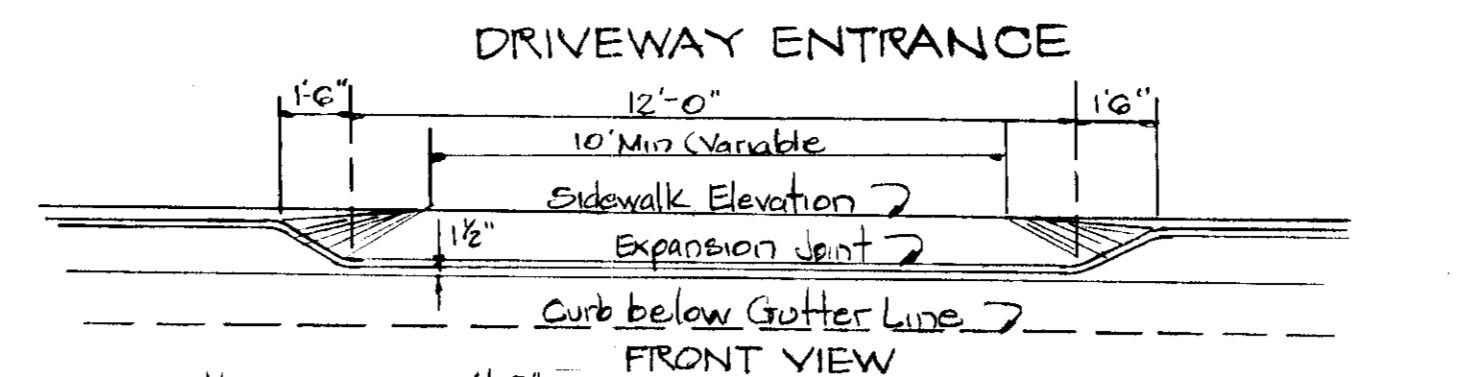 DRIVEWAY ENTRANCE
1'-6" 12'-0" 1'6"
10' Min (Variable
Sidewalk Elevation
1½"
Expansion Joint
Curb below Gutter Line
FRONT VIEW